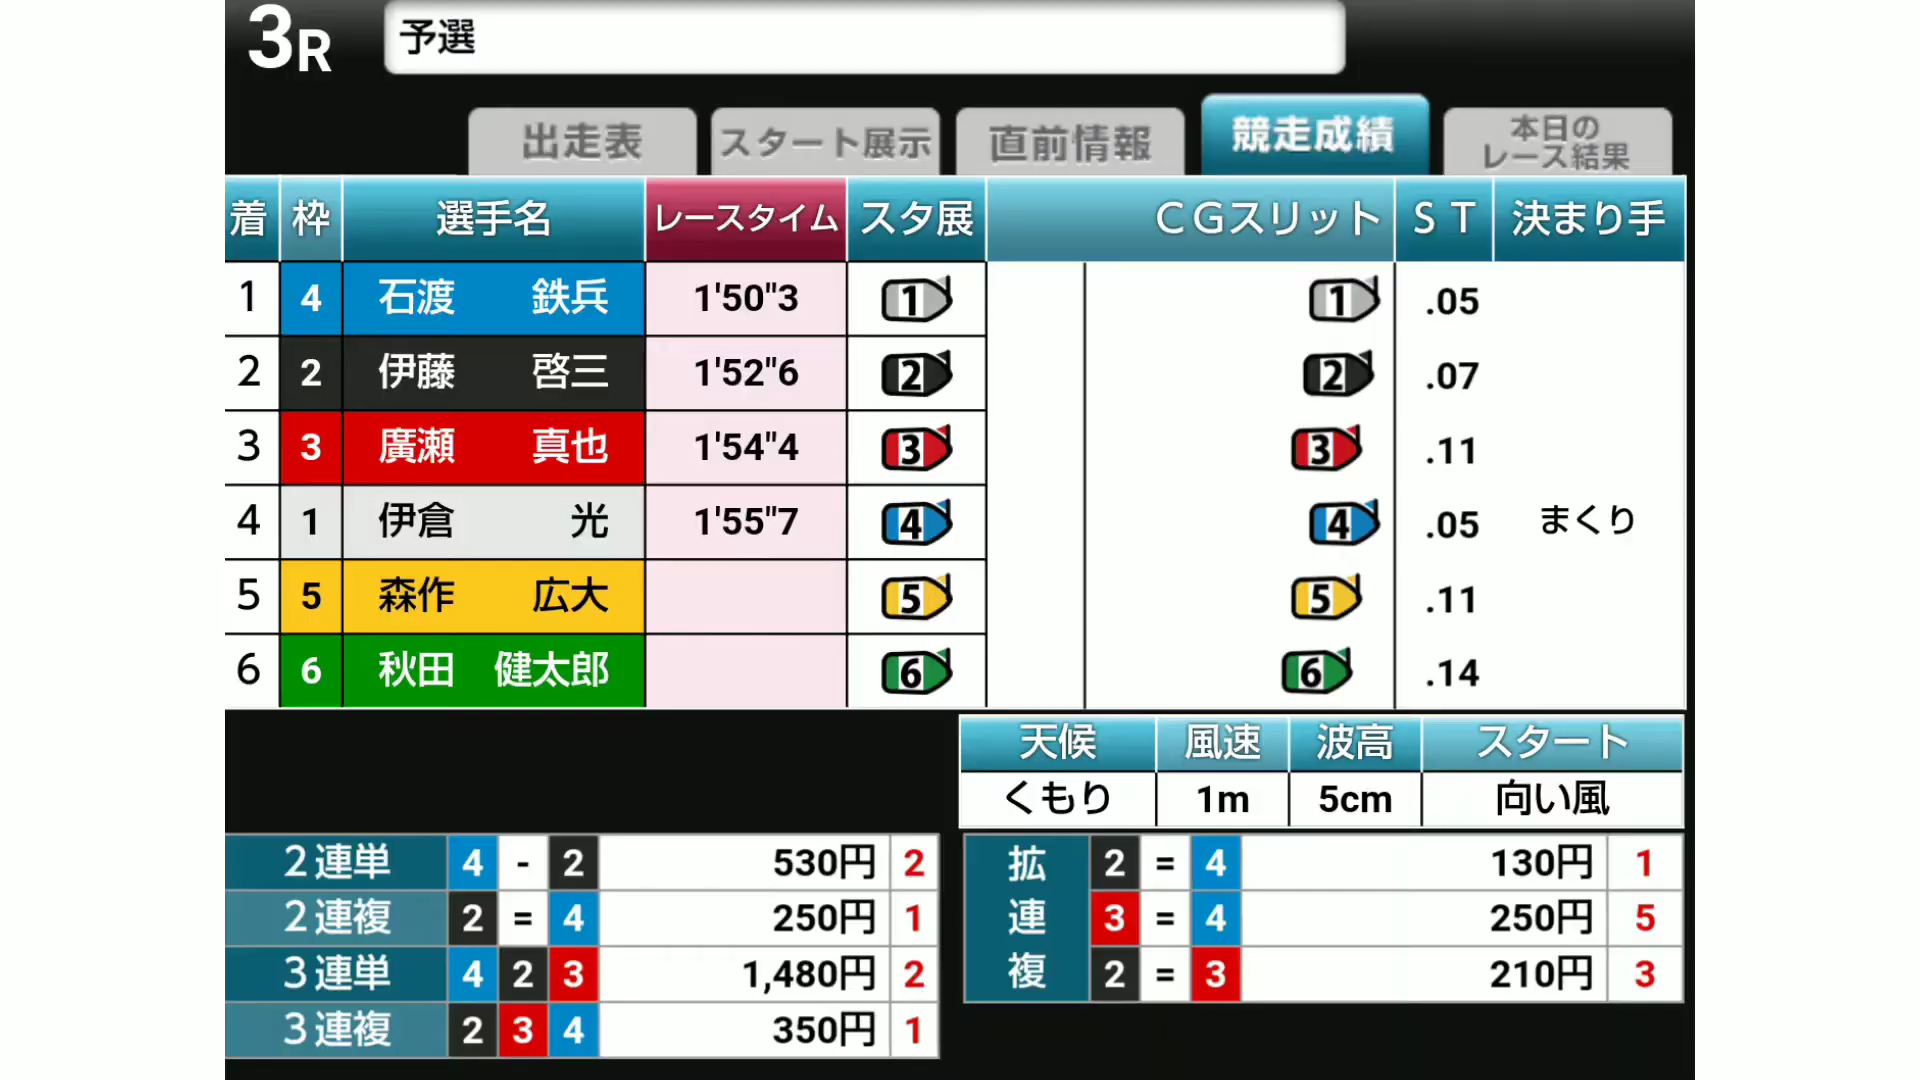 3R 予選
出走表 スタート展示 直前情報 競走成績 本日の
レース結果
着 枠 選手名 レースタイム スタ展 ＣＧスリット ＳＴ 決まり手
1 4 石渡 鉄兵 1'50"3 1 1 .05
2 2 伊藤 啓三 1'52"6 2 2 .07
3 3 廣瀬 真也 1'54"4 3 3 .11
4 1 伊倉 光 1'55"7 4 4 .05 まくり
5 5 森作 広大 5 5 .11
6 6 秋田 健太郎 6 6 .14
天候 風速 波高 スタート
くもり 1m 5cm 向い風
２連単 4 - 2 530円 2
２連複 2 = 4 250円 1
３連単 4 2 3 1,480円 2
３連複 2 3 4 350円 1
拡連複
2 = 4 130円 1
3 = 4 250円 5
2 = 3 210円 3